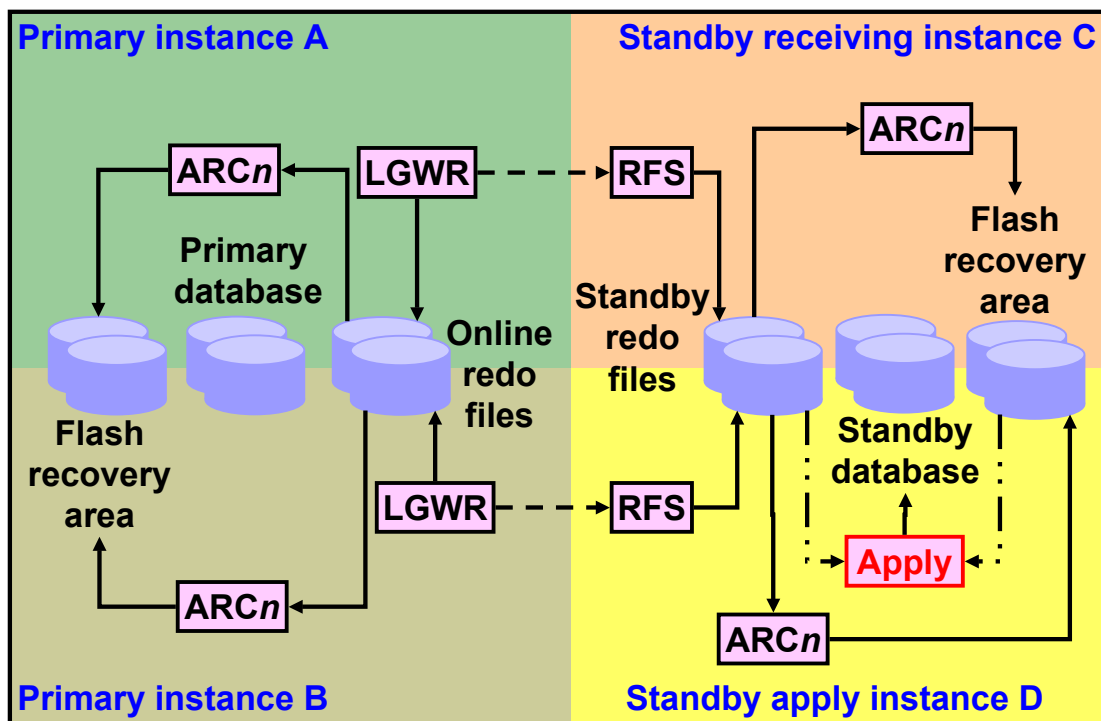 Primary instance A
Standby receiving instance C
ARCn
LGWR
RFS
ARCn
Primary
database
Online
redo
files
Standby
redo
files
Flash
recovery
area
Flash
recovery
area
Standby
database
LGWR
RFS
Apply
ARCn
ARCn
Primary instance B
Standby apply instance D